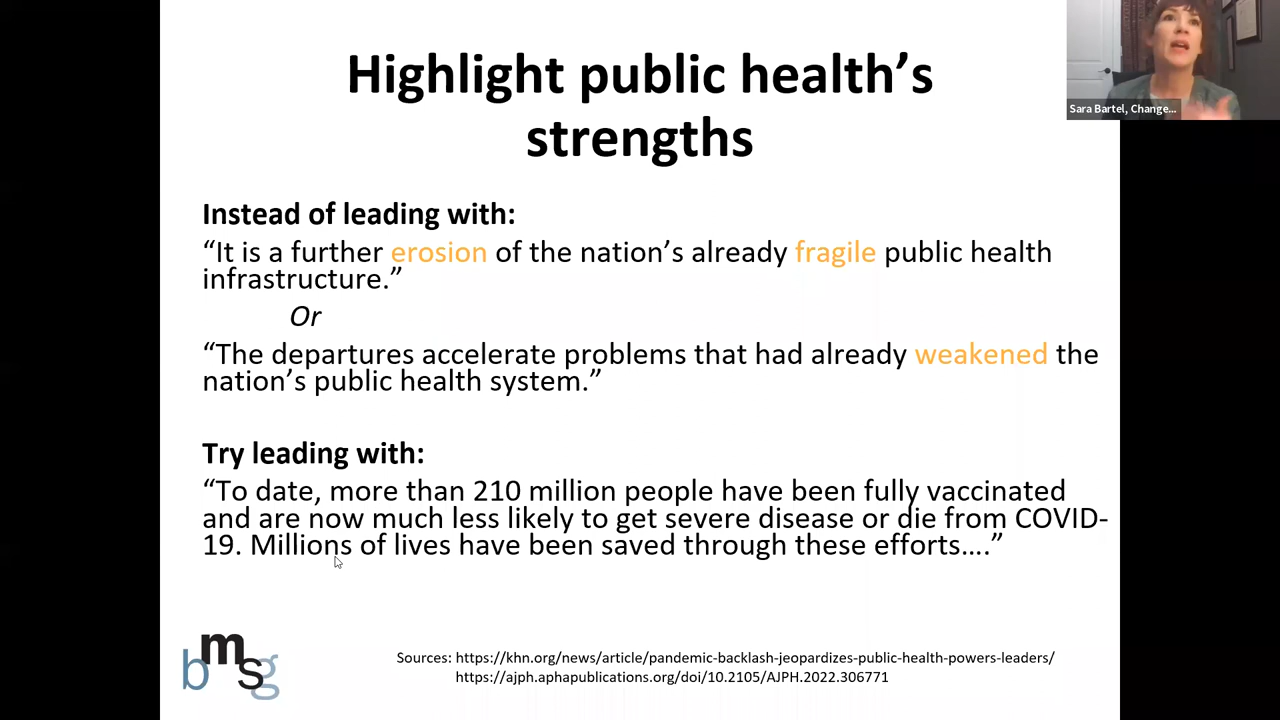 Highlight public health’s
strengths
Sara Bartel, Change...
Instead of leading with:
“It is a further erosion of the nation’s already fragile public health
infrastructure.”
Or
“The departures accelerate problems that had already weakened the
nation’s public health system.”
Try leading with:
“To date, more than 210 million people have been fully vaccinated
and are now much less likely to get severe disease or die from COVID-
19. Millions of lives have been saved through these efforts....”
bmsg
Sources: https://khn.org/news/article/pandemic-backlash-jeopardizes-public-health-powers-leaders/
https://ajph.aphapublications.org/doi/10.2105/AJPH.2022.306771